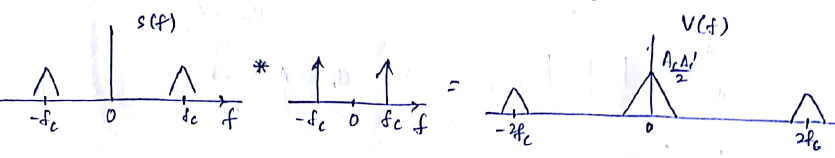 S(f) V(f)
* = AcAc'/2
-fc 0 fc f -fc 0 fc f -2fc 0 2fc